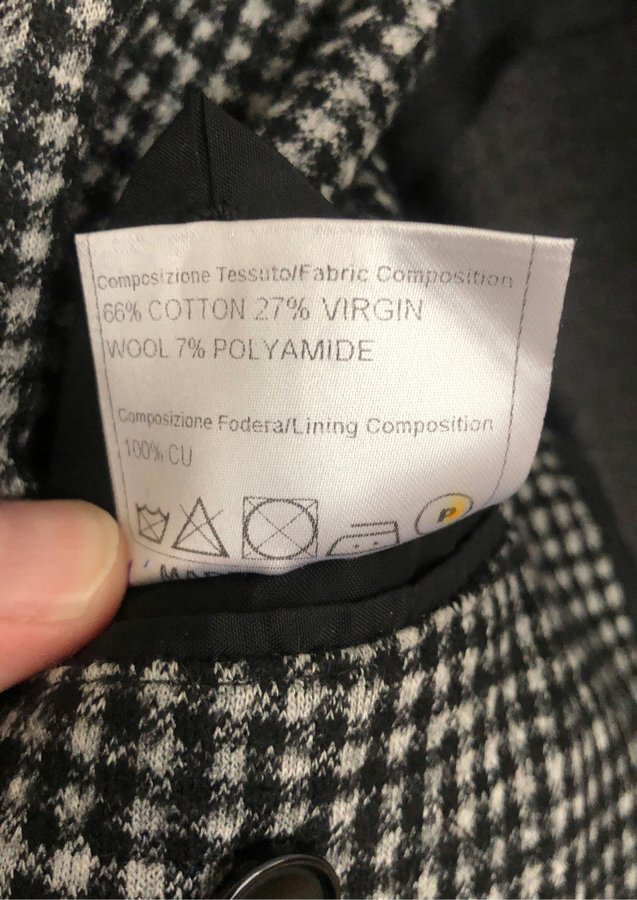 Composizione Tessuto/Fabric Composition
66% COTTON 27% VIRGIN
WOOL 7% POLYAMIDE
Composizione Fodera/Lining Composition
100% CU
P